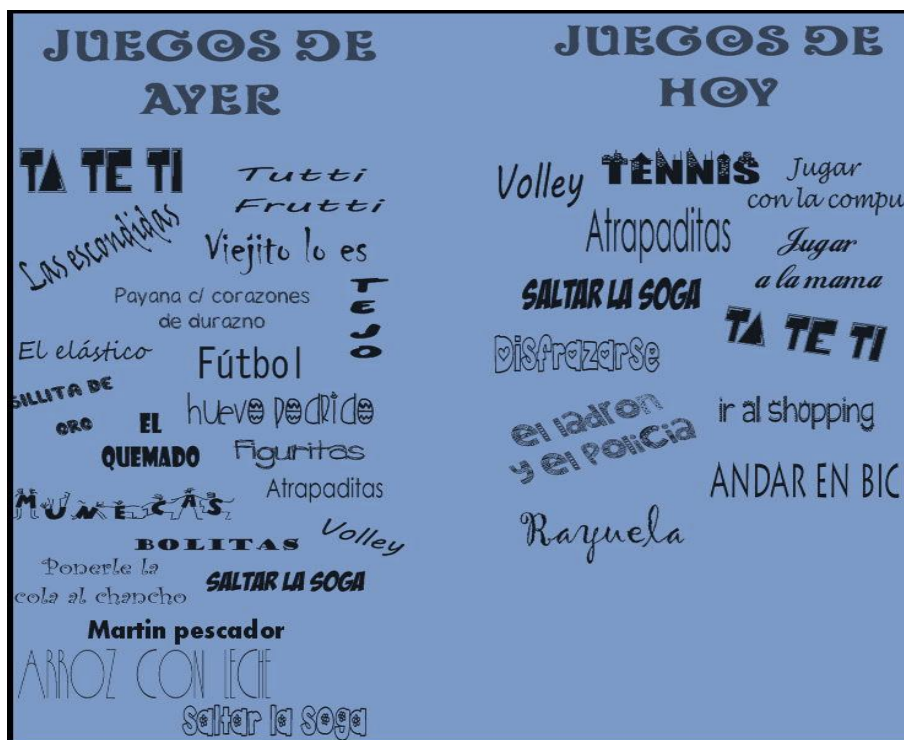 JUEGOS DE
AYER
TA TE TI
Tutti
Frutti
Las escondidas
Viejito lo es
TEJO
Payana c/ corazones
de durazno
El elástico
Fútbol
SILLITA DE
ORO
huevo podrido
EL
QUEMADO
Figuritas
Atrapaditas
MUÑECAS
BOLITAS
Volley
Ponerle la
cola al chancho
SALTAR LA SOGA
Martin pescador
ARROZ CON LECHE
Saltar la soga
JUEGOS DE
HOY
Volley
TENNIS
Jugar
con la compu
Atrapaditas
Jugar
a la mama
SALTAR LA SOGA
TA TE TI
Disfrazarse
el ladron
y el policia
ir al shopping
ANDAR EN BIC
Rayuela